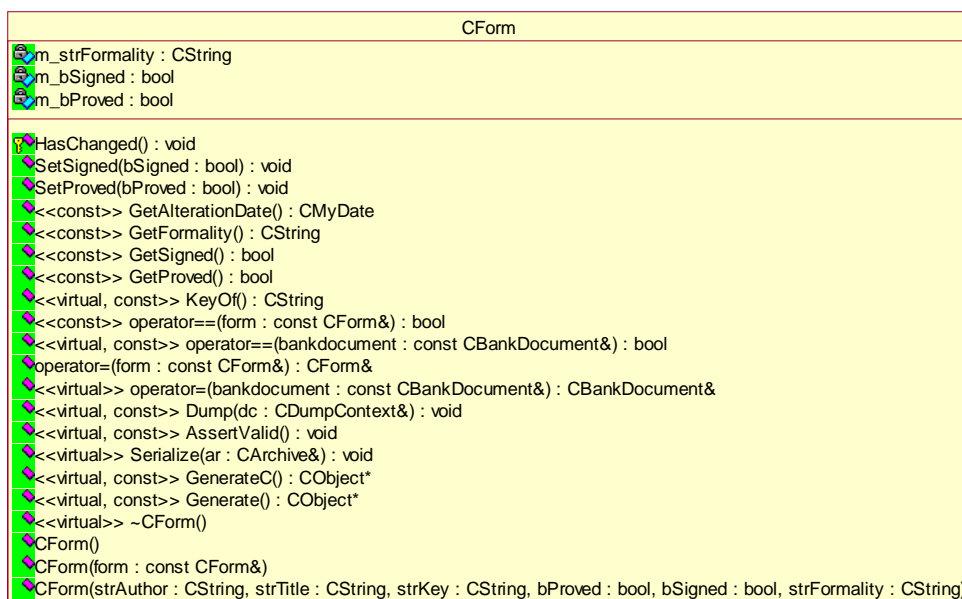 CForm
m_strFormality : CString
m_bSigned : bool
m_bProved : bool
HasChanged() : void
SetSigned(bSigned : bool) : void
SetProved(bProved : bool) : void
<<const>> GetAlterationDate() : CMyDate
<<const>> GetFormality() : CString
<<const>> GetSigned() : bool
<<const>> GetProved() : bool
<<virtual, const>> KeyOf() : CString
<<const>> operator==(form : const CForm&) : bool
<<virtual, const>> operator==(bankdocument : const CBankDocument&) : bool
operator=(form : const CForm&) : CForm&
<<virtual>> operator=(bankdocument : const CBankDocument&) : CBankDocument&
<<virtual, const>> Dump(dc : CDumpContext&) : void
<<virtual, const>> AssertValid() : void
<<virtual>> Serialize(ar : CArchive&) : void
<<virtual, const>> GenerateC() : CObject*
<<virtual, const>> Generate() : CObject*
<<virtual>> ~CForm()
CForm()
CForm(form : const CForm&)
CForm(strAuthor : CString, strTitle : CString, strKey : CString, bProved : bool, bSigned : bool, strFormality : CString)